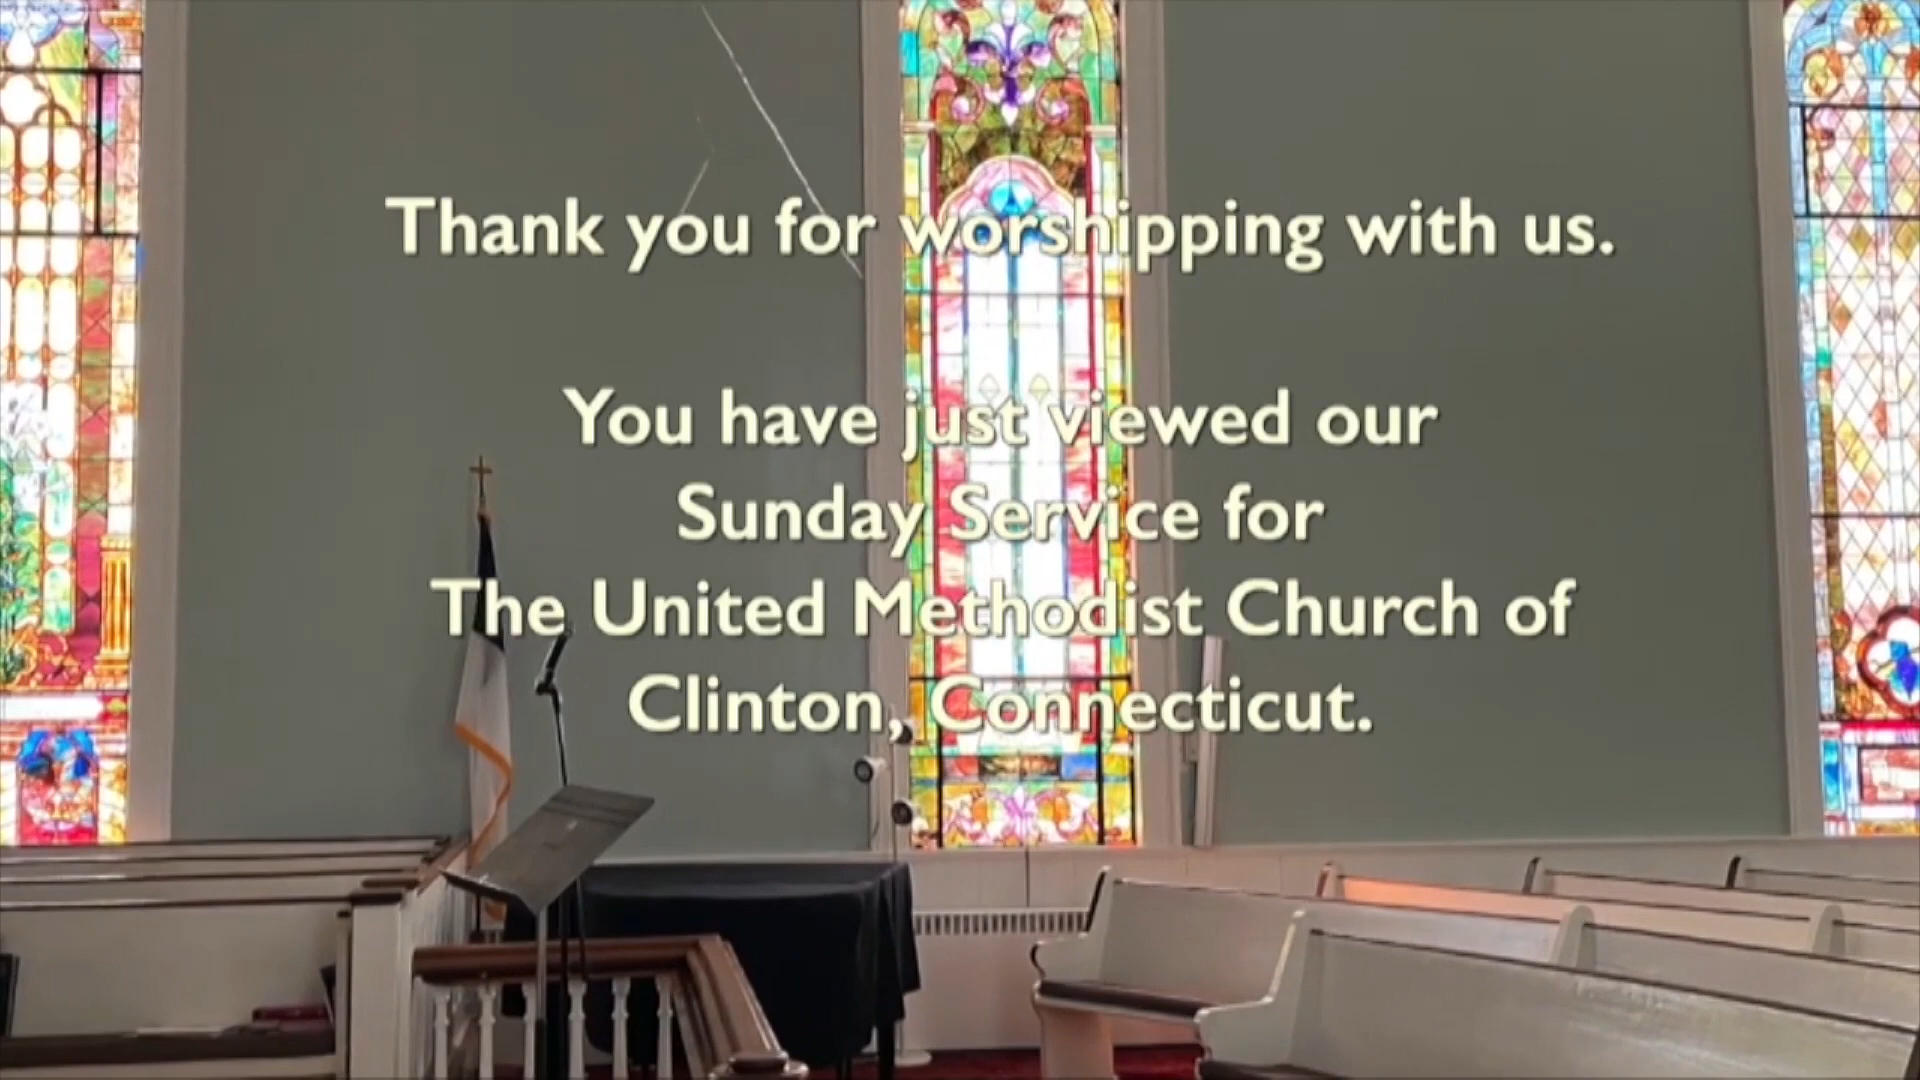 Thank you for worshipping with us.
You have just viewed our
Sunday Service for
The United Methodist Church of
Clinton, Connecticut.